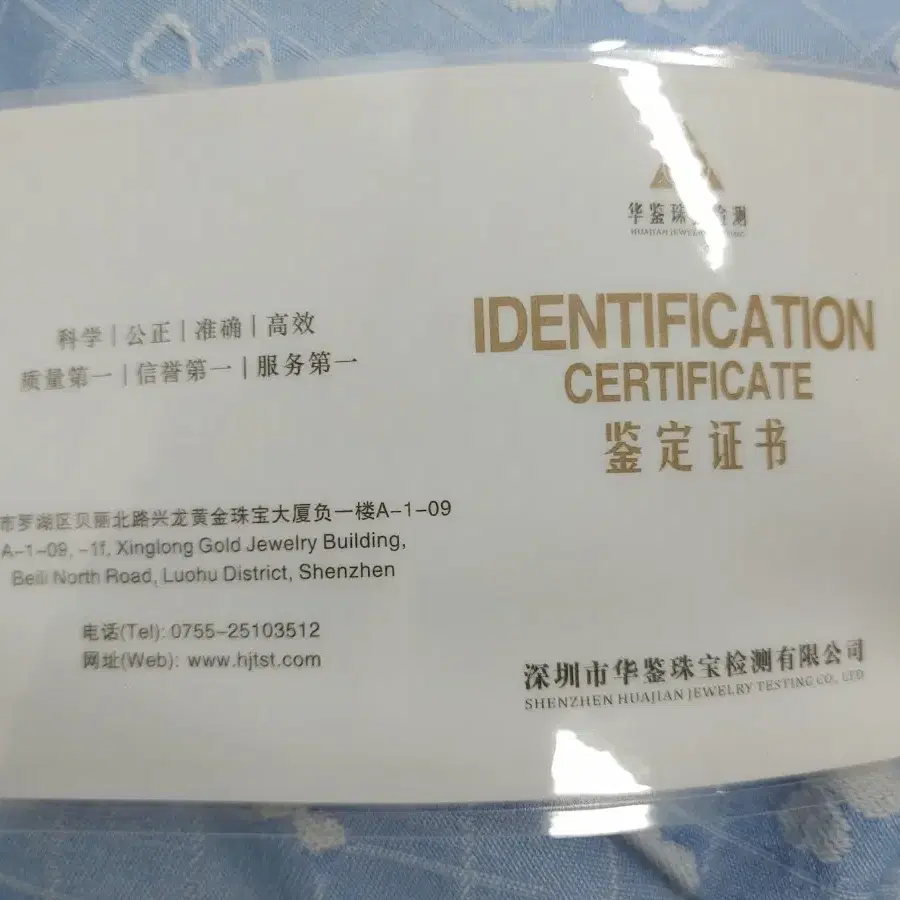 科学|公正|准确|高效
质量第一|信誉第一|服务第一
市罗湖区贝丽北路兴龙黄金珠宝大厦负一楼A-1-09
A-1-09, -1f, Xinglong Gold Jewelry Building,
Beili North Road, Luohu District, Shenzhen
电话(Tel): 0755-25103512
网址(Web): www.hjtst.com
华鉴珠 检测
HUAJIAN JEWELRY
IDENTIFICATION
CERTIFICATE
鉴定证书
深圳市华鉴珠宝检测有限公司
SHENZHEN HUAJIAN JEWELRY TESTING CO., LTD